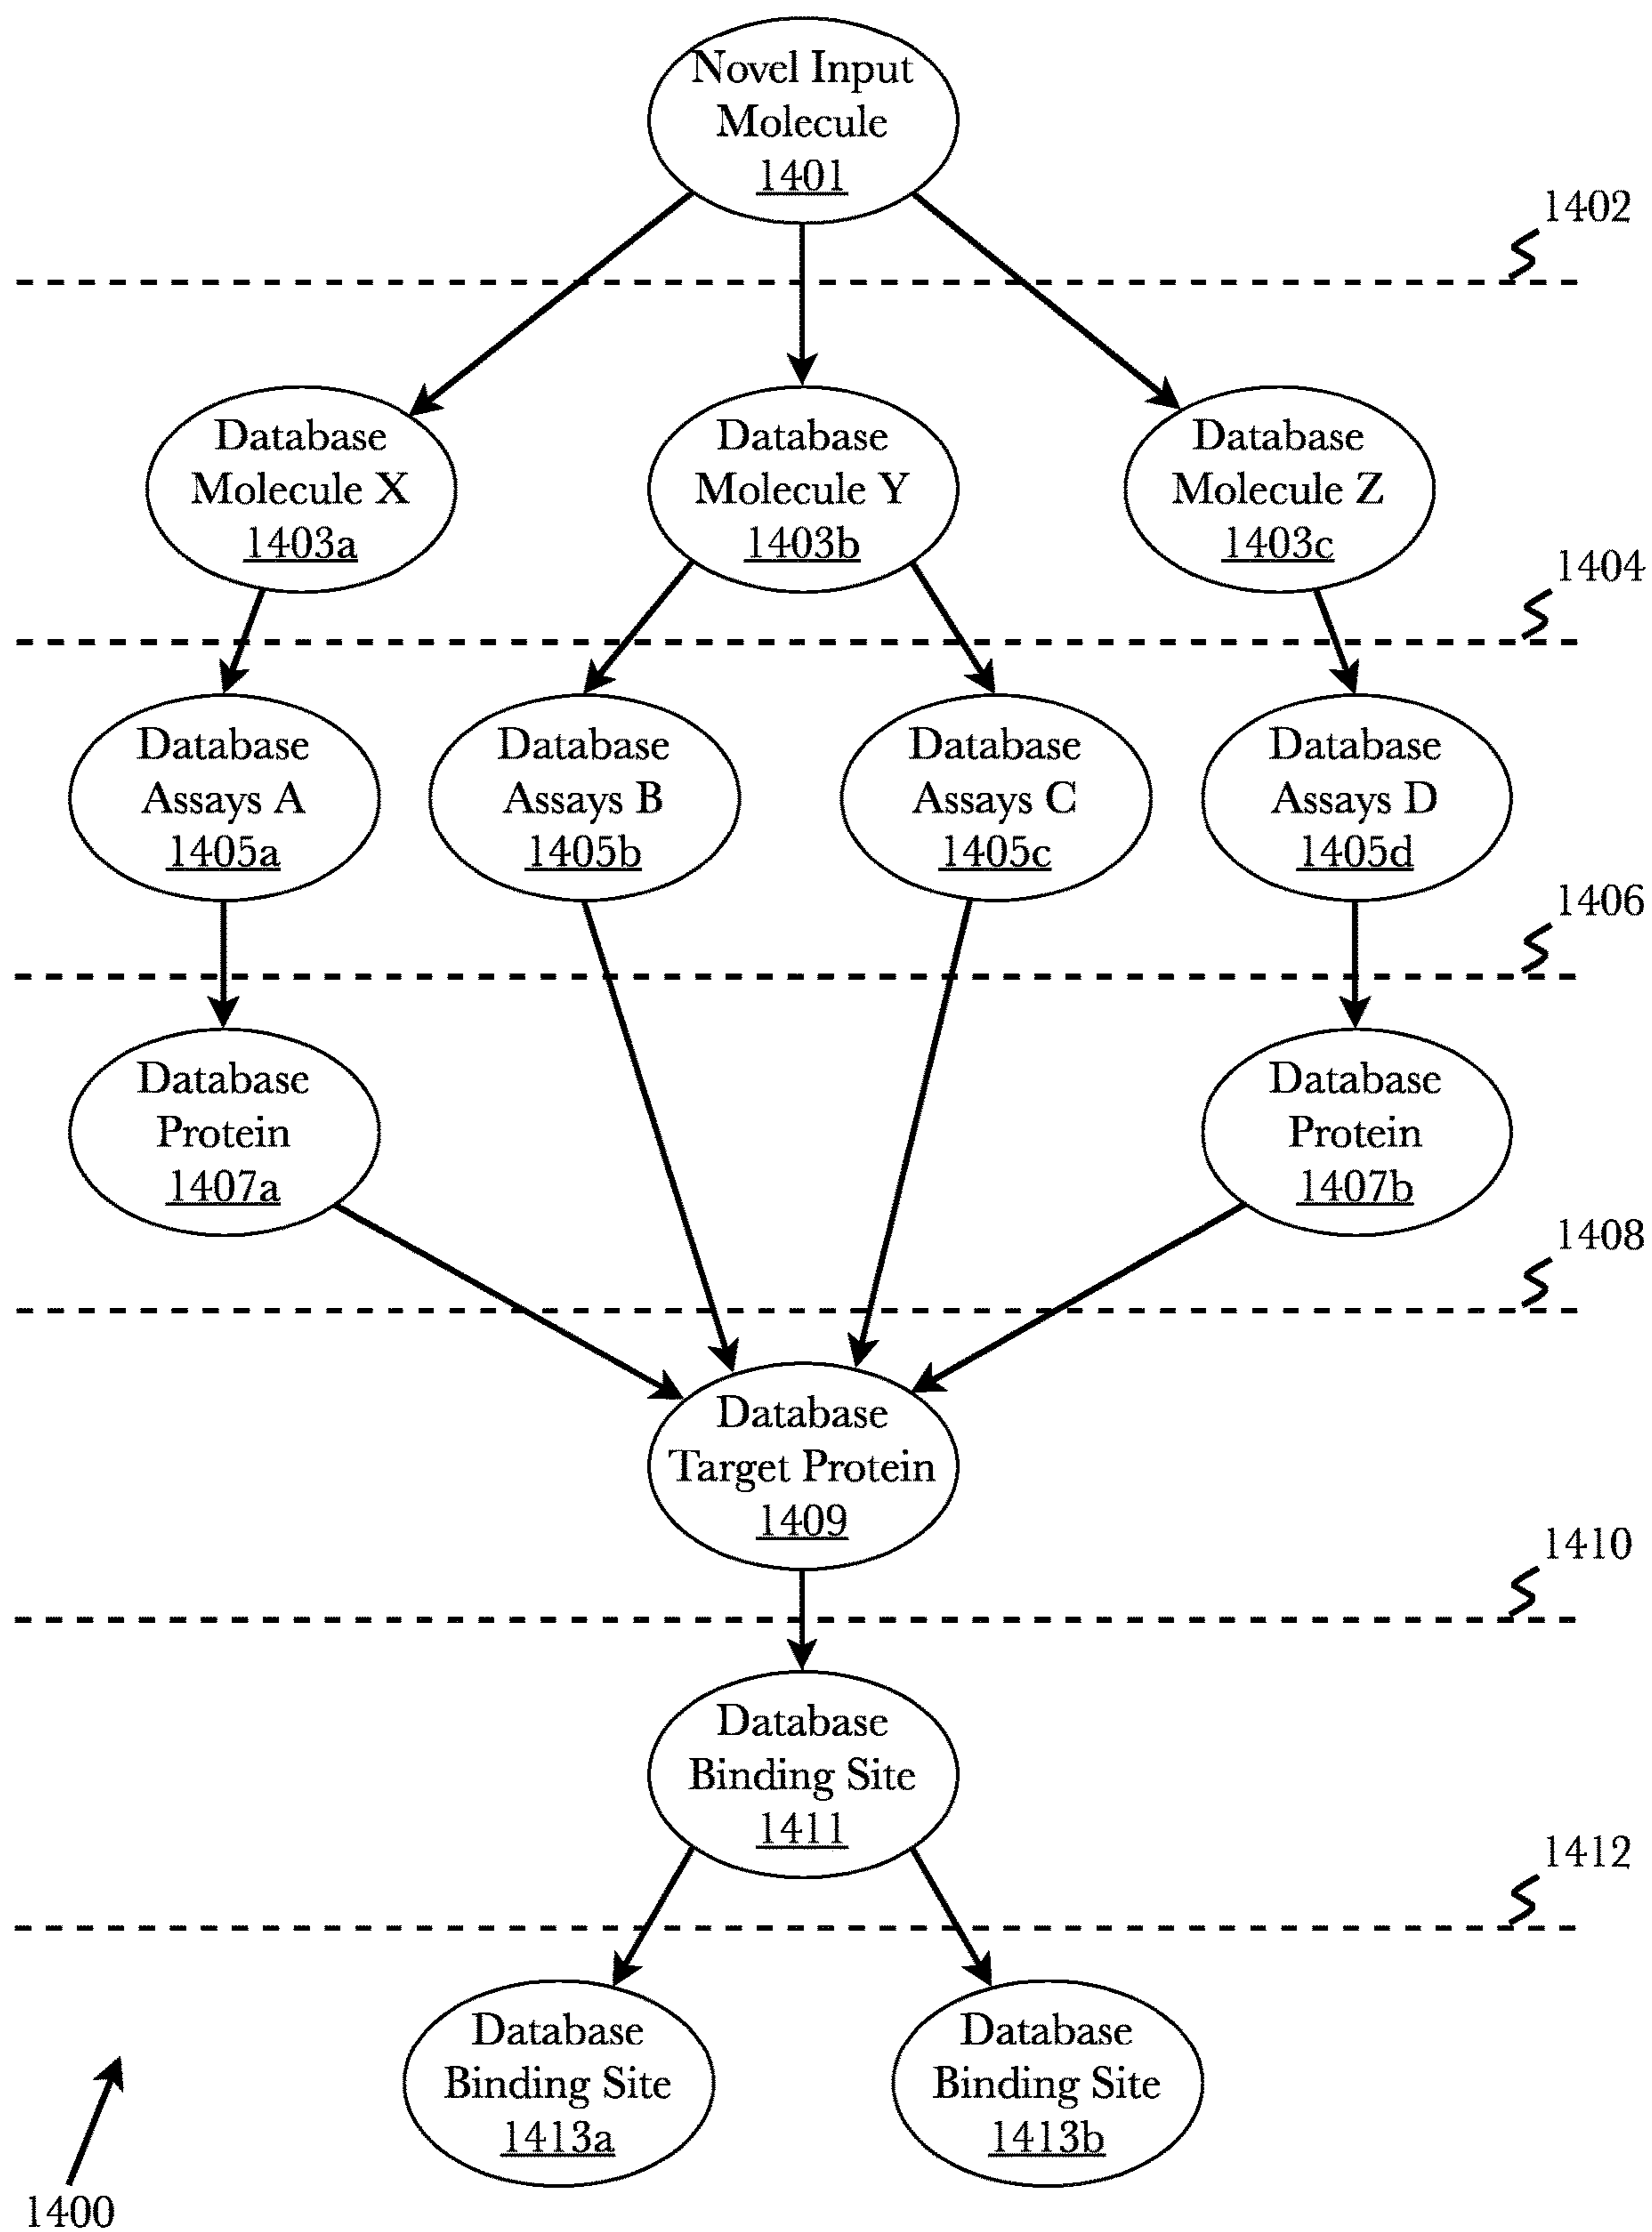 Novel Input
Molecule
1401
1402
Database
Molecule X
1403a
Database
Molecule Y
1403b
Database
Molecule Z
1403c
1404
Database
Assays A
1405a
Database
Assays B
1405b
Database
Assays C
1405c
Database
Assays D
1405d
1406
Database
Protein
1407a
Database
Protein
1407b
1408
Database
Target Protein
1409
1410
Database
Binding Site
1411
1412
Database
Binding Site
1413a
Database
Binding Site
1413b
1400